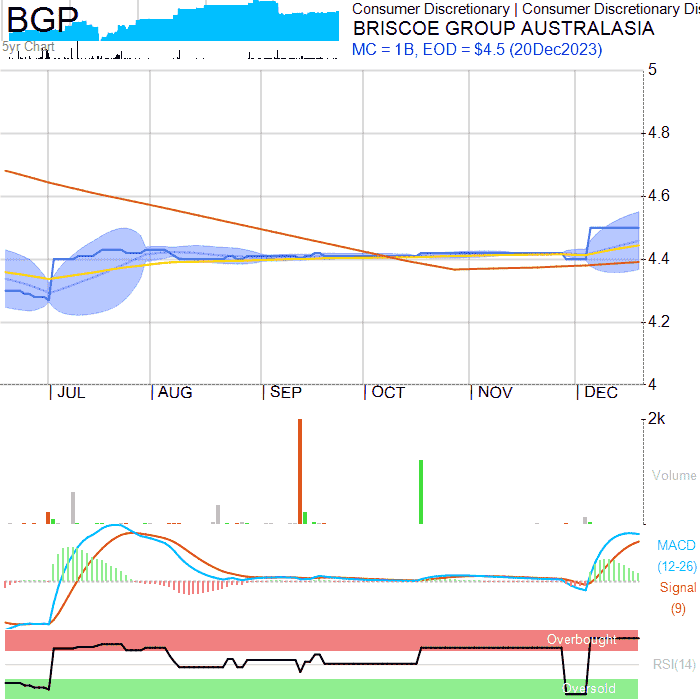 BGP
5yr Chart
Consumer Discretionary | Consumer Discretionary Dis
BRISCOE GROUP AUSTRALASIA
MC = 1B, EOD = $4.5 (20Dec2023)
5
4.8
4.6
4.4
4.2
4
JUL AUG SEP OCT NOV DEC
2k
Volume
MACD
(12-26)
Signal
(9)
Overbought
RSI(14)
Oversold